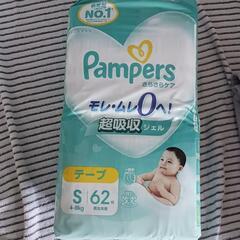 No.1
Pampers
さらさらケア
モレ・ムレ0へ!
超吸収
ジェル
テープ
S
62枚
4-8kg